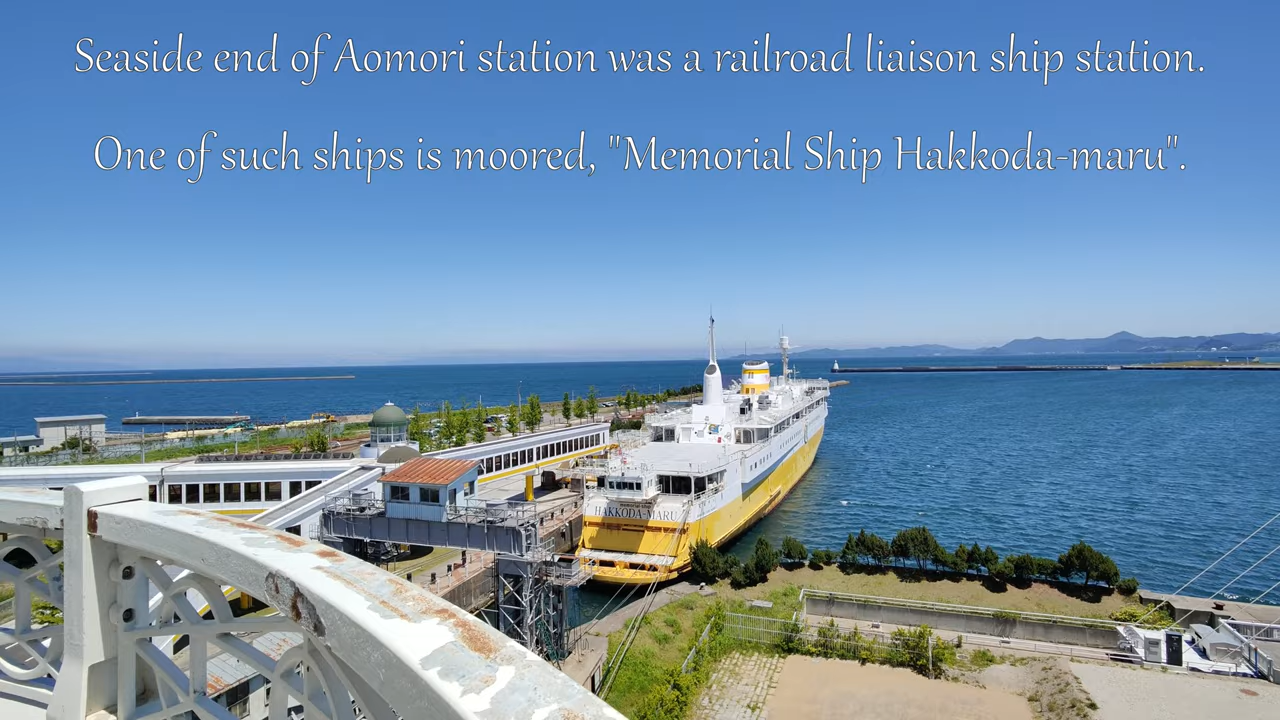 Seaside end of Aomori station was a railroad liaison ship station.
One of such ships is moored, "Memorial Ship Hakkoda-maru".
HAKKODA-MARU